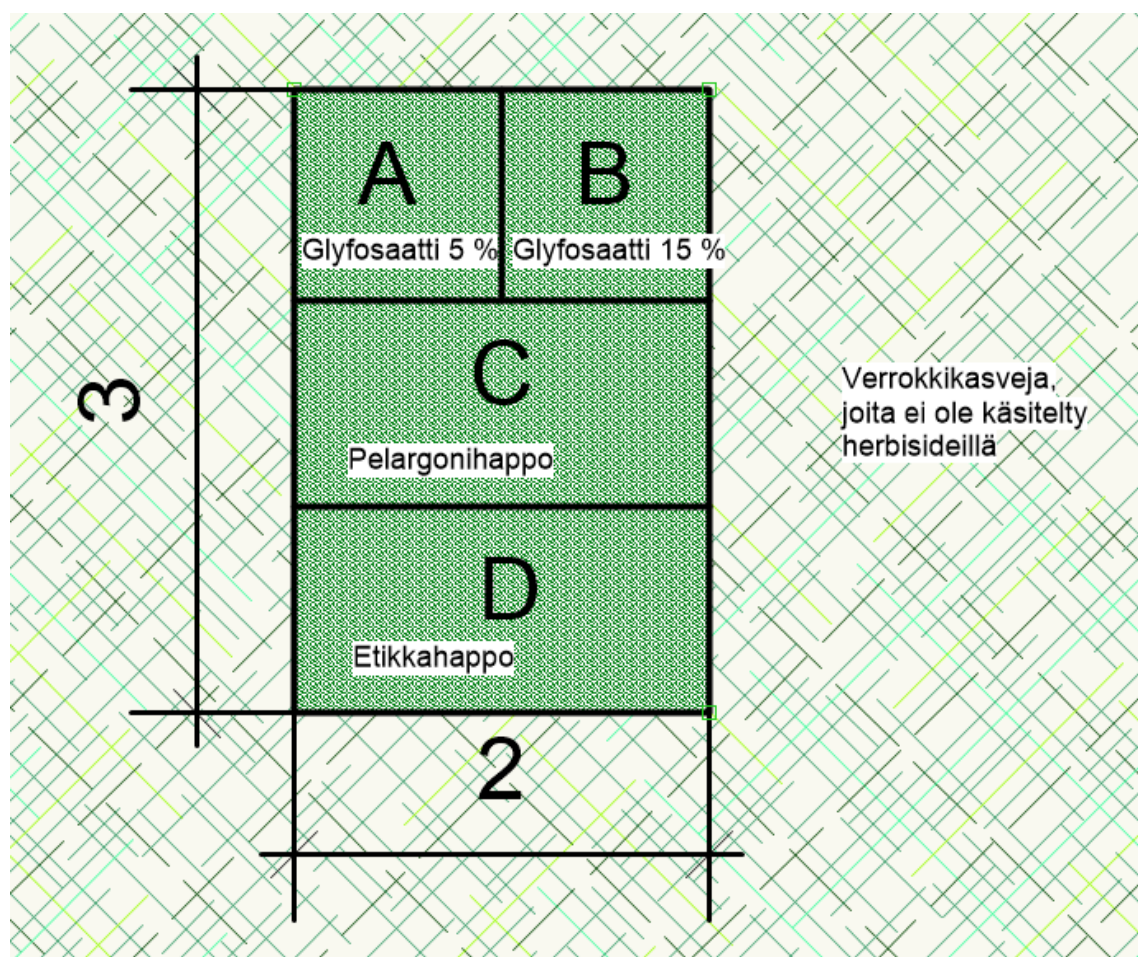 A
B
Glyfosaatti 5 %
Glyfosaatti 15 %
C
3
Verrokkikasveja,
joita ei ole käsitelty
herbisideillä
Pelargonihappo
D
Etikkahappo
2